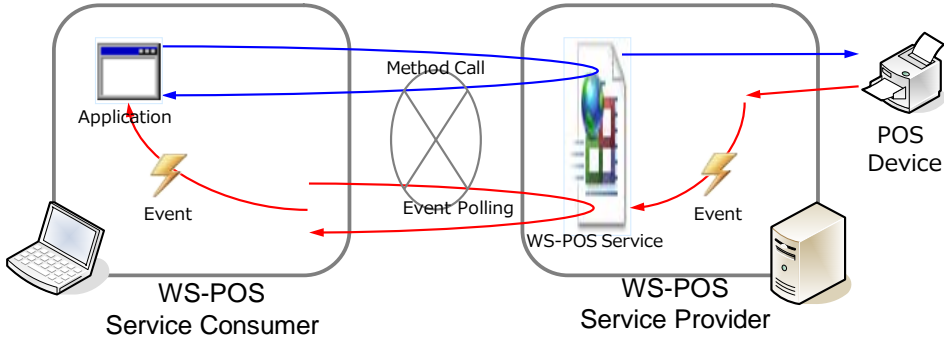 Method Call
Application
POS
Device
Event
Event Polling
Event
WS-POS Service
WS-POS
Service Consumer
WS-POS
Service Provider